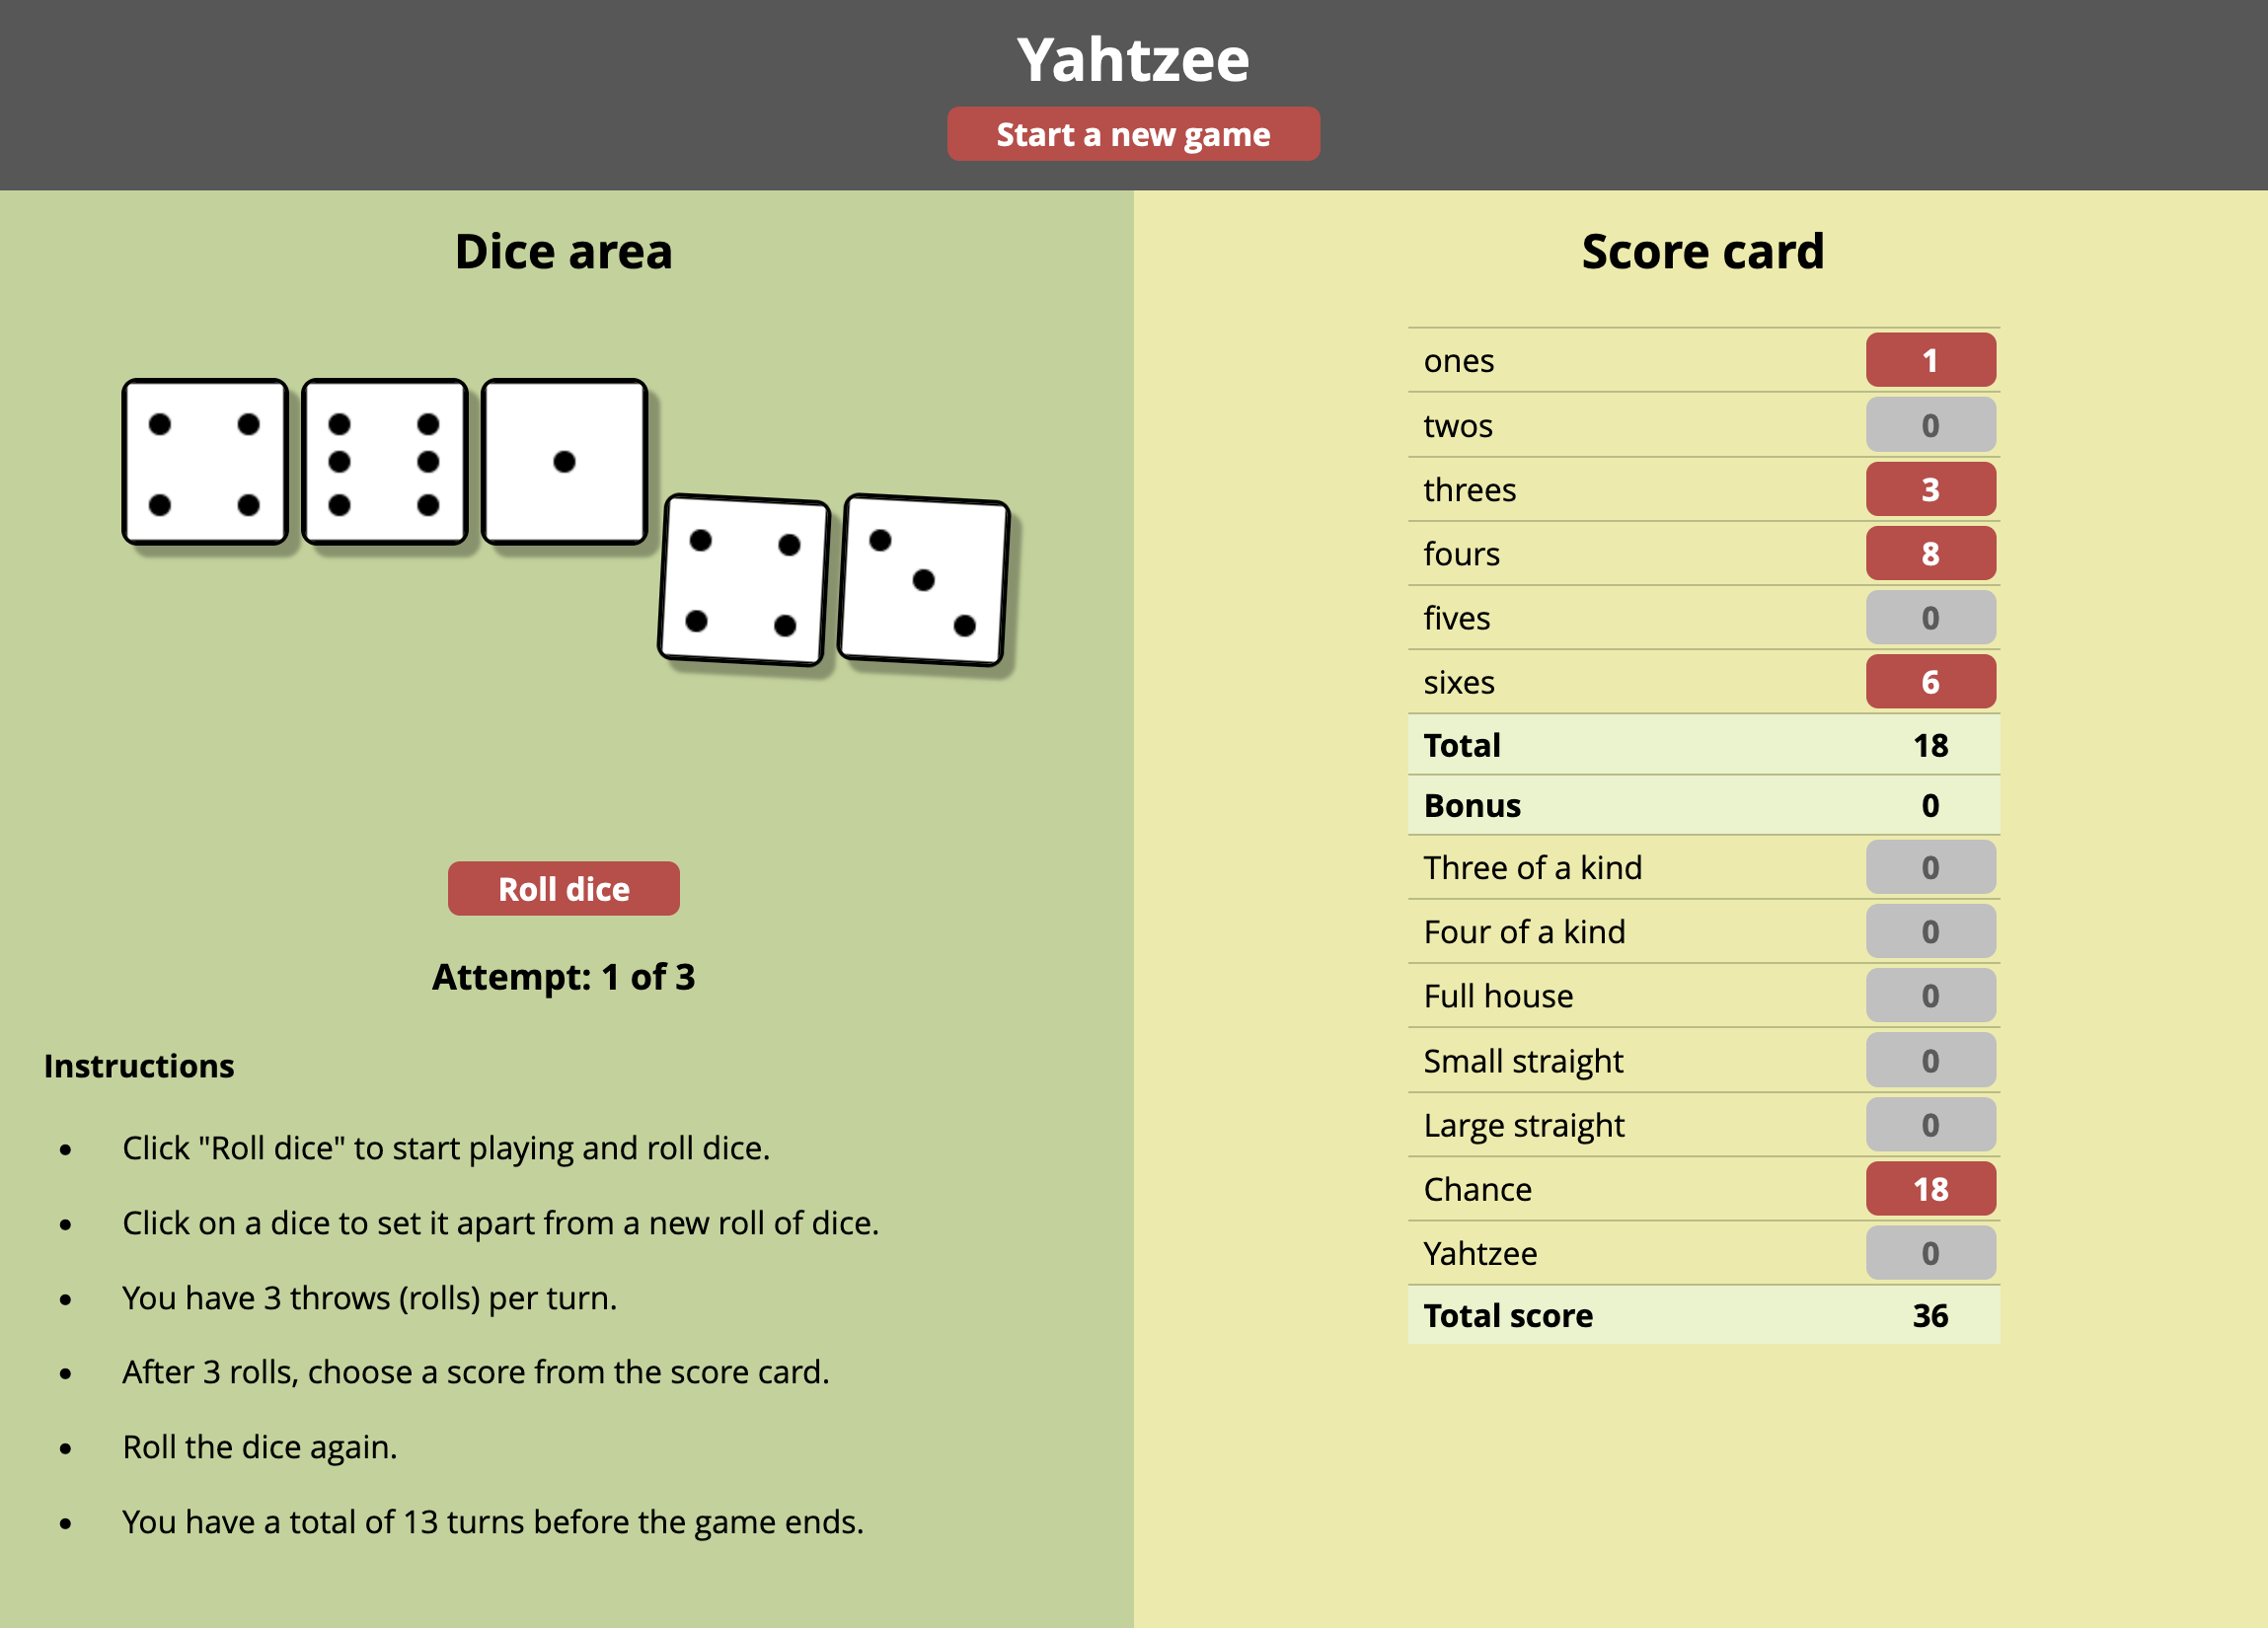 Yahtzee
Start a new game
Dice area
Roll dice
Attempt: 1 of 3
Instructions
• Click "Roll dice" to start playing and roll dice.
• Click on a dice to set it apart from a new roll of dice.
• You have 3 throws (rolls) per turn.
• After 3 rolls, choose a score from the score card.
• Roll the dice again.
• You have a total of 13 turns before the game ends.
Score card
ones 1
twos 0
threes 3
fours 8
fives 0
sixes 6
Total 18
Bonus 0
Three of a kind 0
Four of a kind 0
Full house 0
Small straight 0
Large straight 0
Chance 18
Yahtzee 0
Total score 36